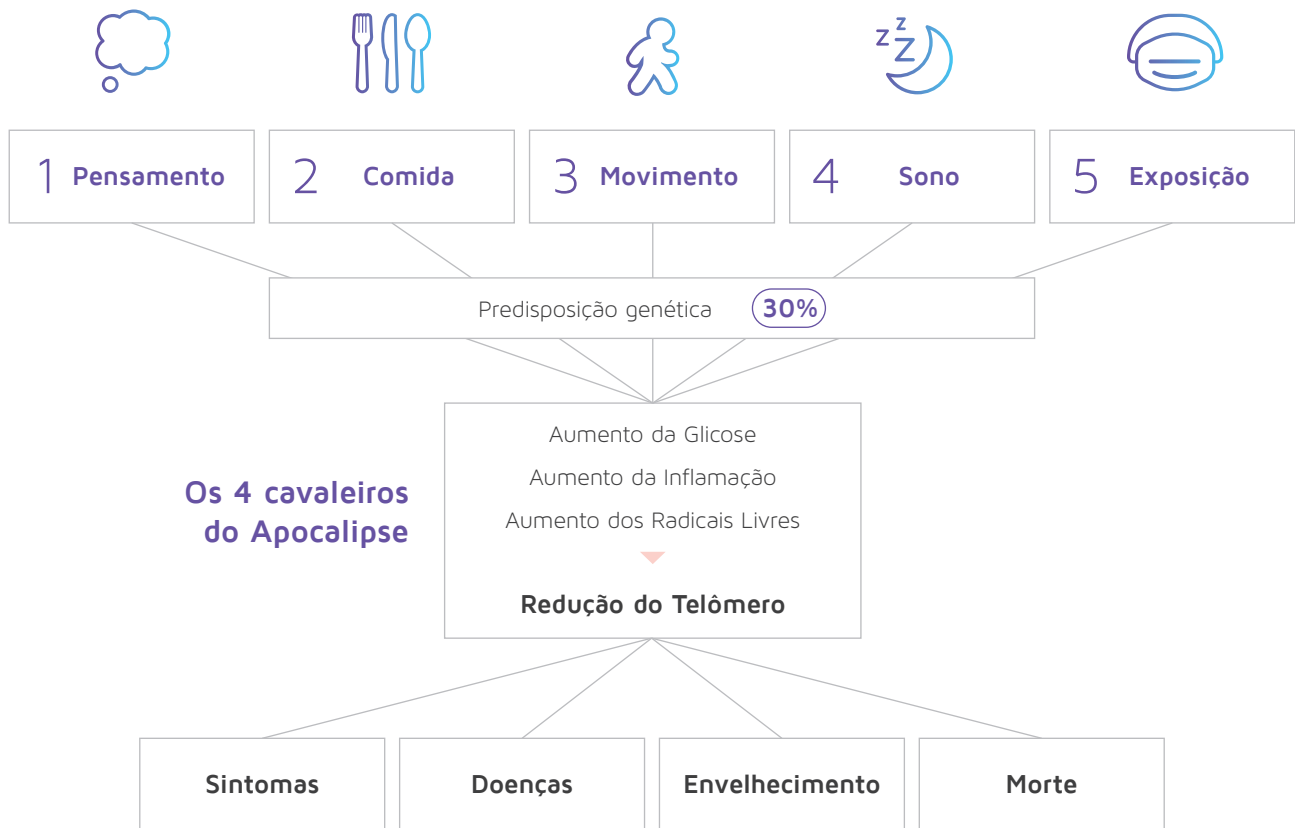 z z Z
1 Pensamento
2 Comida
3 Movimento
4 Sono
5 Exposição
Predisposição genética 30%
Os 4 cavaleiros
do Apocalipse
Aumento da Glicose
Aumento da Inflamação
Aumento dos Radicais Livres
Redução do Telômero
Sintomas
Doenças
Envelhecimento
Morte